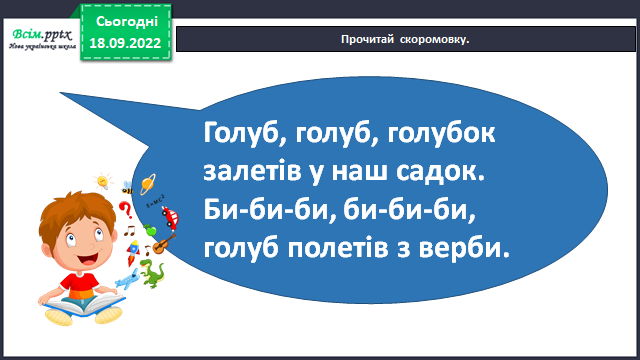 Всім.pptx
Нова українська школа
Сьогодні
18.09.2022
Прочитай скоромовку.
Голуб, голуб, голубок
залетів у наш садок.
Би-би-би, би-би-би,
голуб полетів з верби.
E=mc²